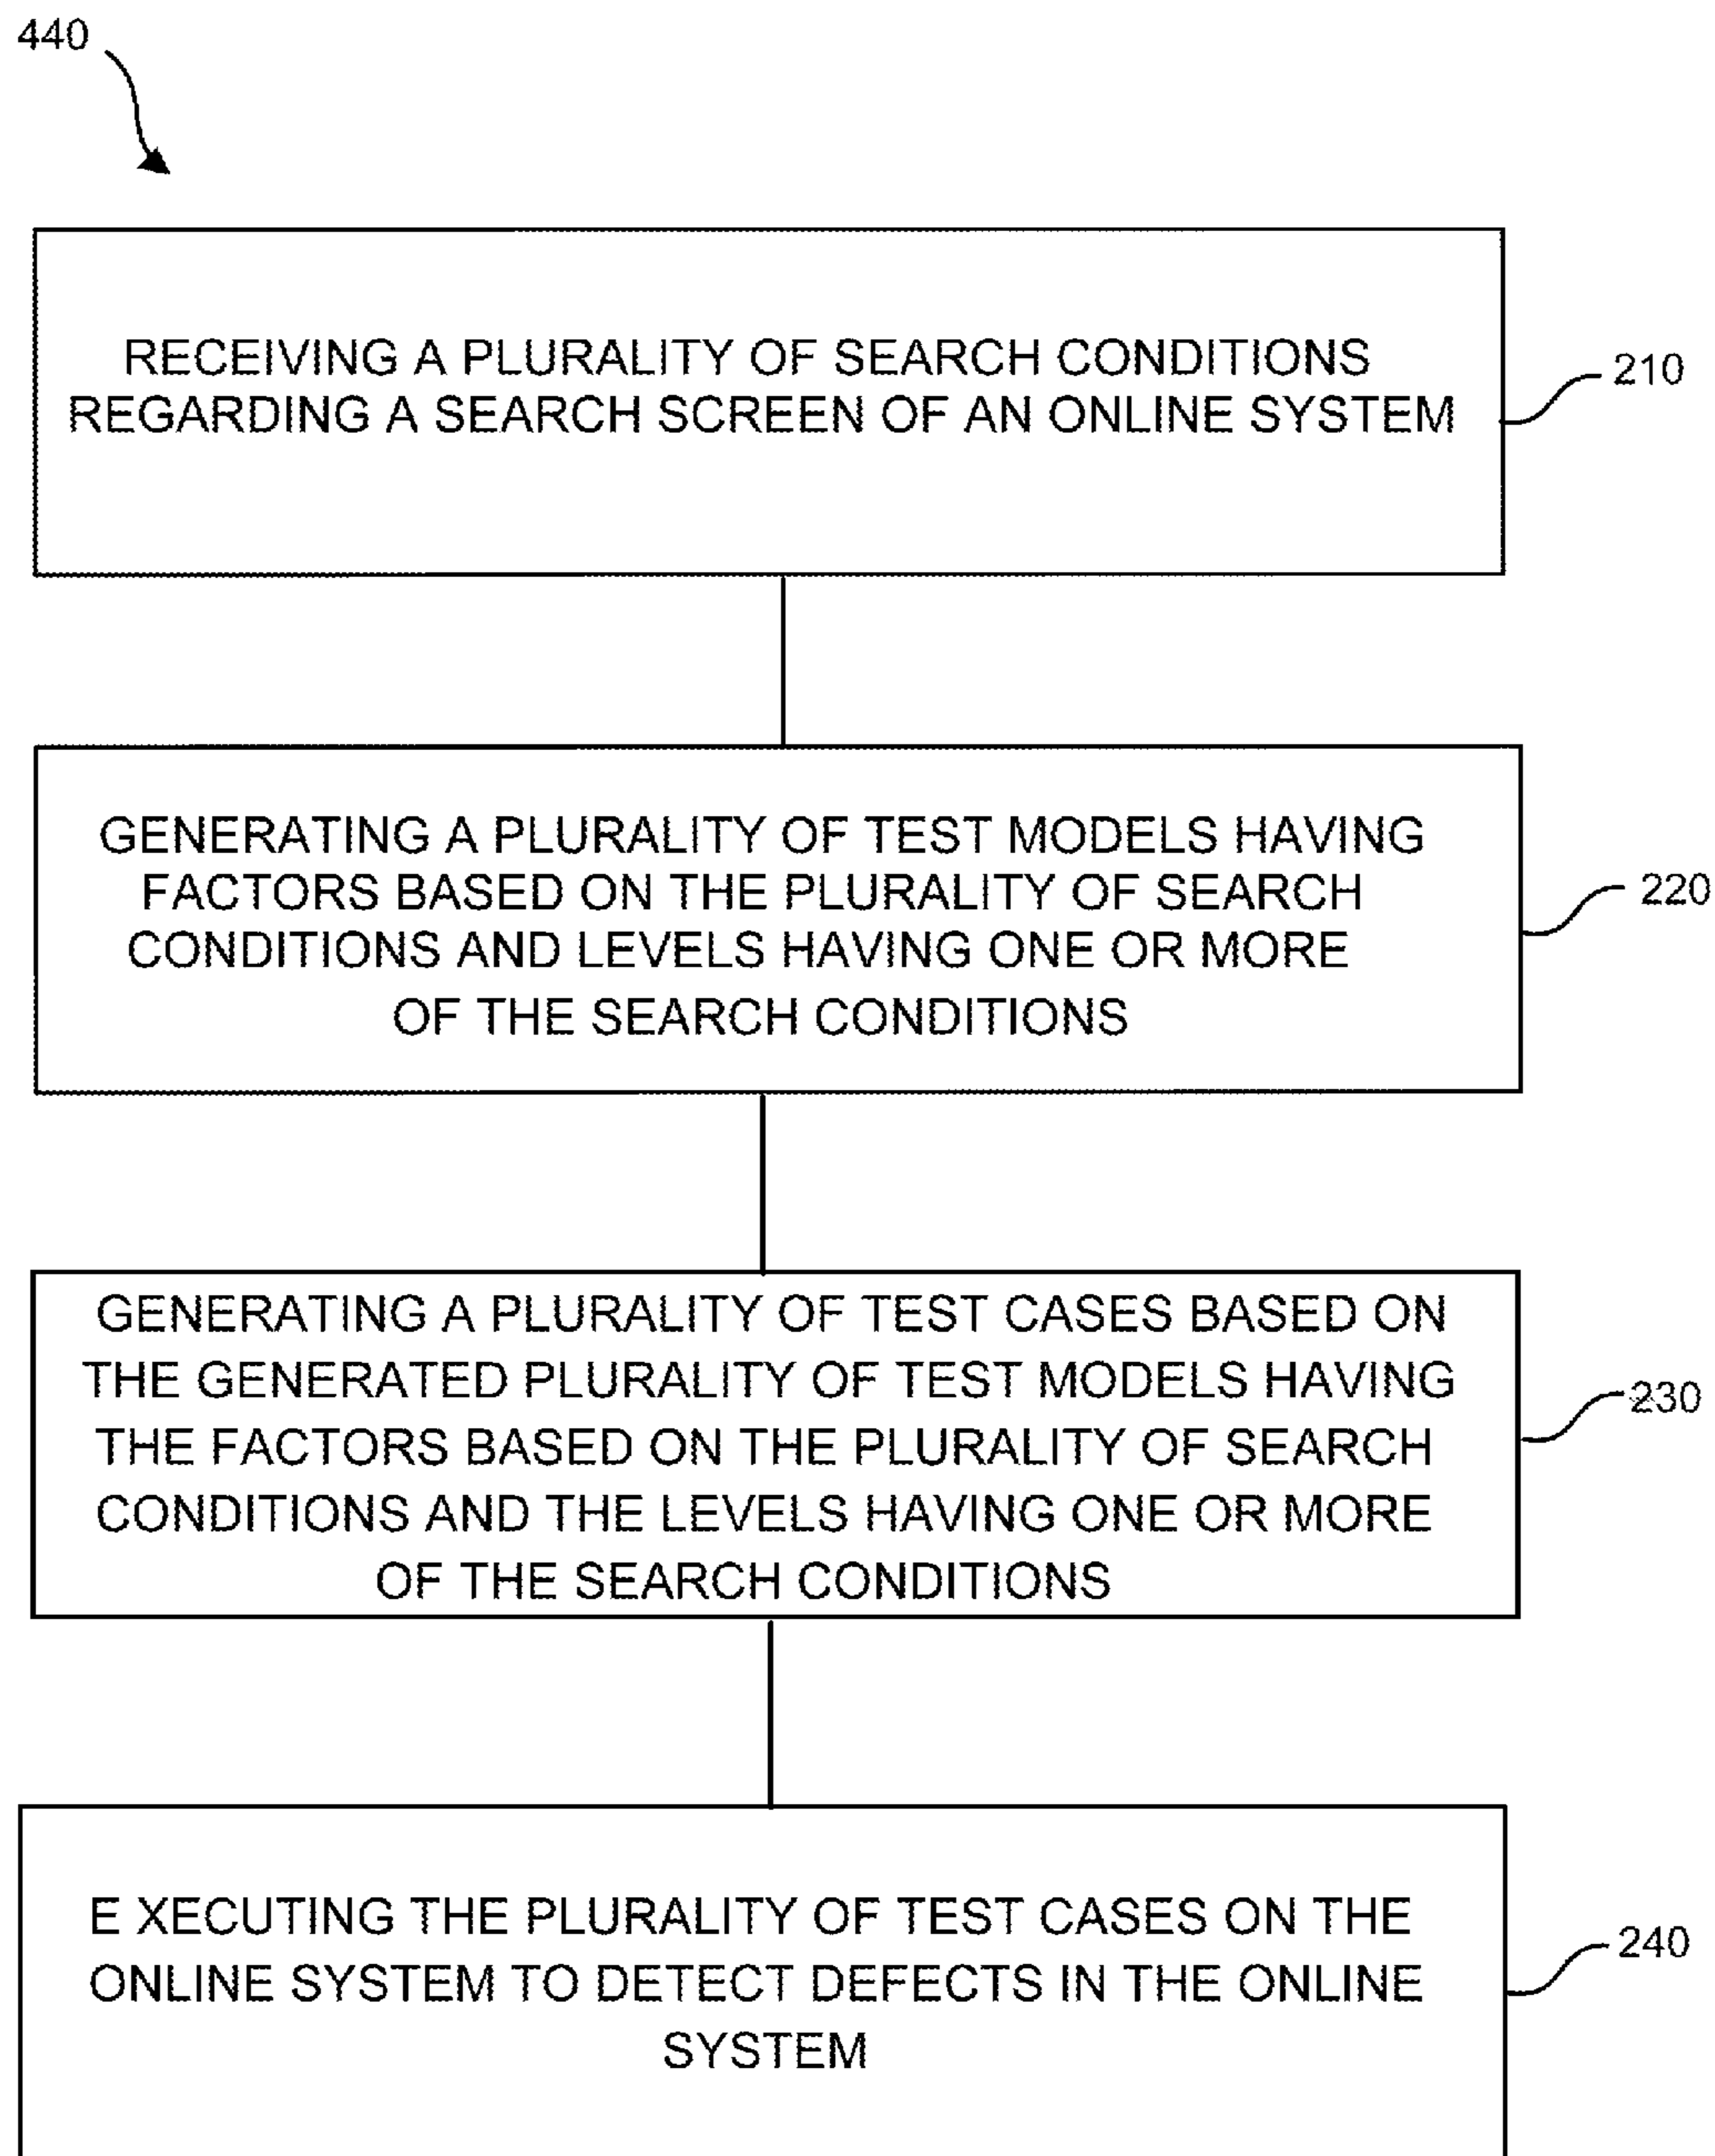 440
RECEIVING A PLURALITY OF SEARCH CONDITIONS
REGARDING A SEARCH SCREEN OF AN ONLINE SYSTEM
210
GENERATING A PLURALITY OF TEST MODELS HAVING
FACTORS BASED ON THE PLURALITY OF SEARCH
CONDITIONS AND LEVELS HAVING ONE OR MORE
OF THE SEARCH CONDITIONS
220
GENERATING A PLURALITY OF TEST CASES BASED ON
THE GENERATED PLURALITY OF TEST MODELS HAVING
THE FACTORS BASED ON THE PLURALITY OF SEARCH
CONDITIONS AND THE LEVELS HAVING ONE OR MORE
OF THE SEARCH CONDITIONS
230
E XECUTING THE PLURALITY OF TEST CASES ON THE
ONLINE SYSTEM TO DETECT DEFECTS IN THE ONLINE
SYSTEM
240